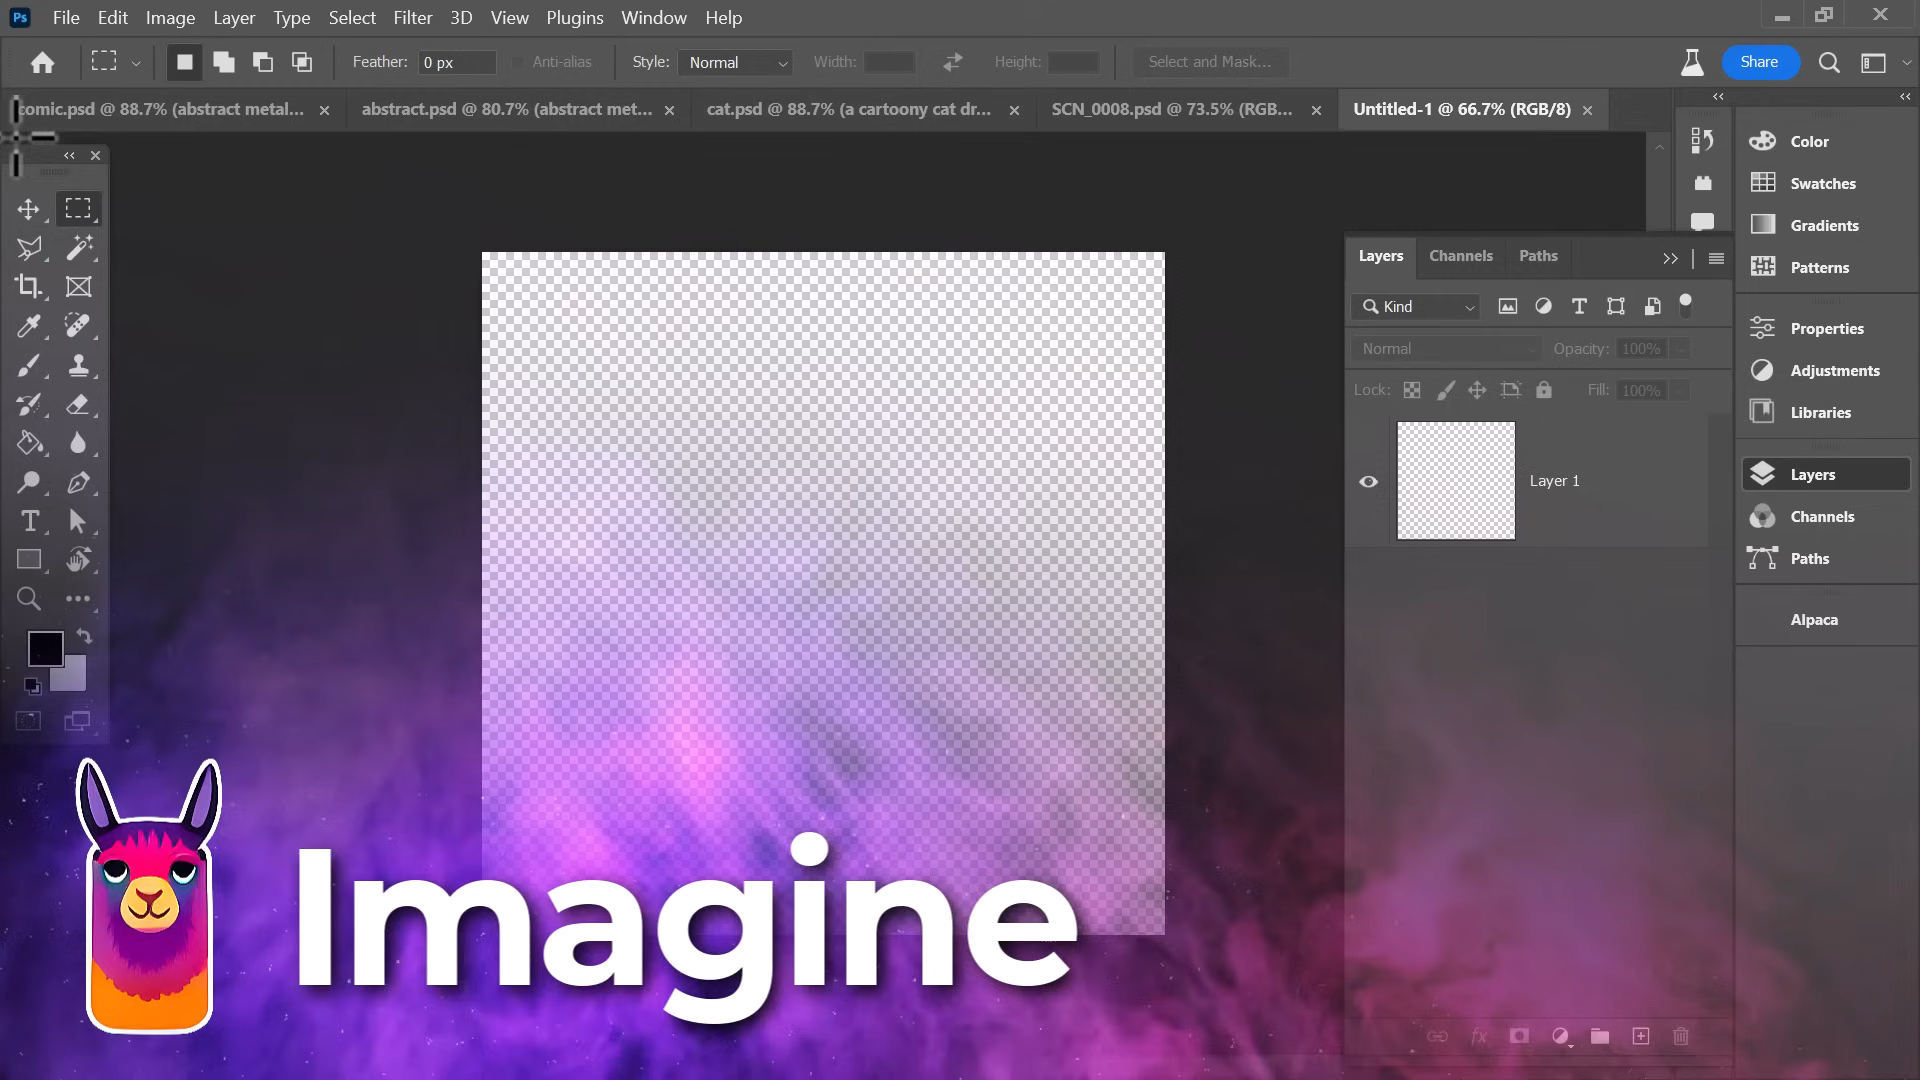 Ps File Edit Image Layer Type Select Filter 3D View Plugins Window Help
Feather: 0 px Anti-alias Style: Normal Width: Height: Select and Mask... Share
omic.psd @ 88.7% (abstract metal... abstract.psd @ 80.7% (abstract met... cat.psd @ 88.7% (a cartoony cat dr... SCN_0008.psd @ 73.5% (RGB... Untitled-1 @ 66.7% (RGB/8)
Color
Swatches
Gradients
Patterns
Properties
Adjustments
Libraries
Layers
Channels
Paths
Alpaca
Layers Channels Paths
Kind
Normal Opacity: 100%
Lock: Fill: 100%
Layer 1
fx
Imagine